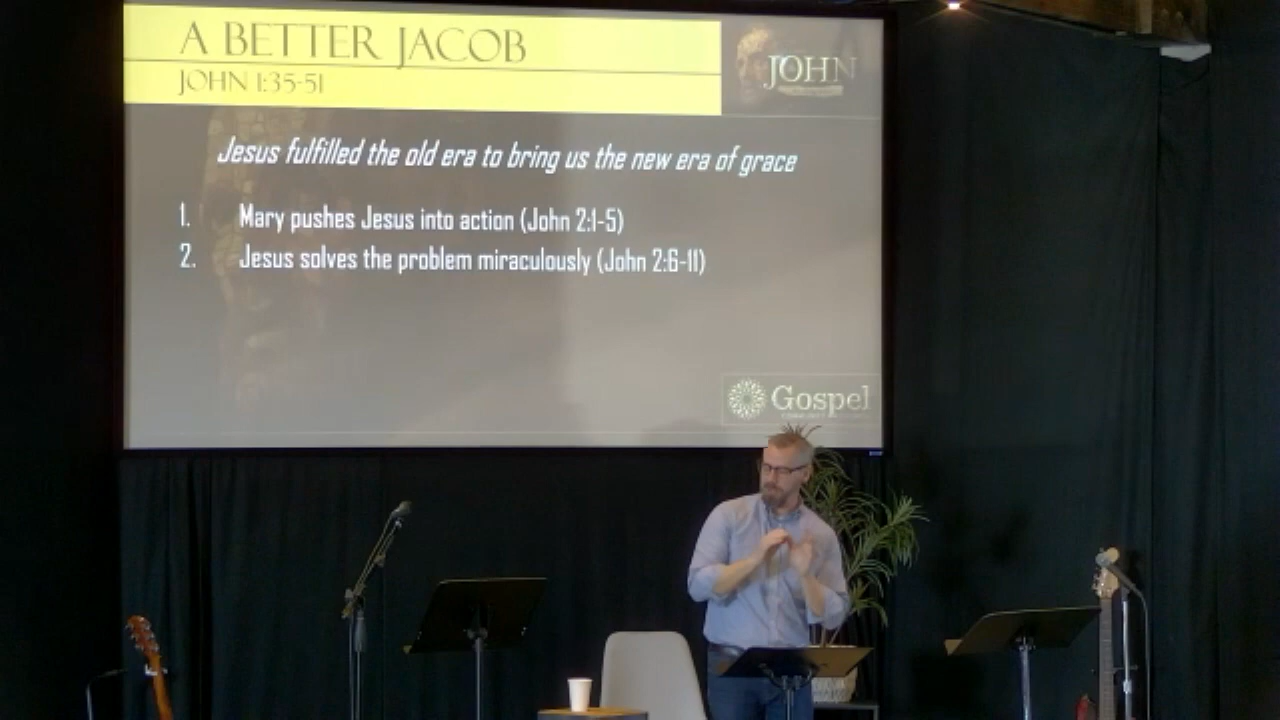 A BETTER JACOB
JOHN 1:35-51
JOHN
Jesus fulfilled the old era to bring us the new era of grace
1. Mary pushes Jesus into action (John 2:1-5)
2. Jesus solves the problem miraculously (John 2:6-11)
Gospel